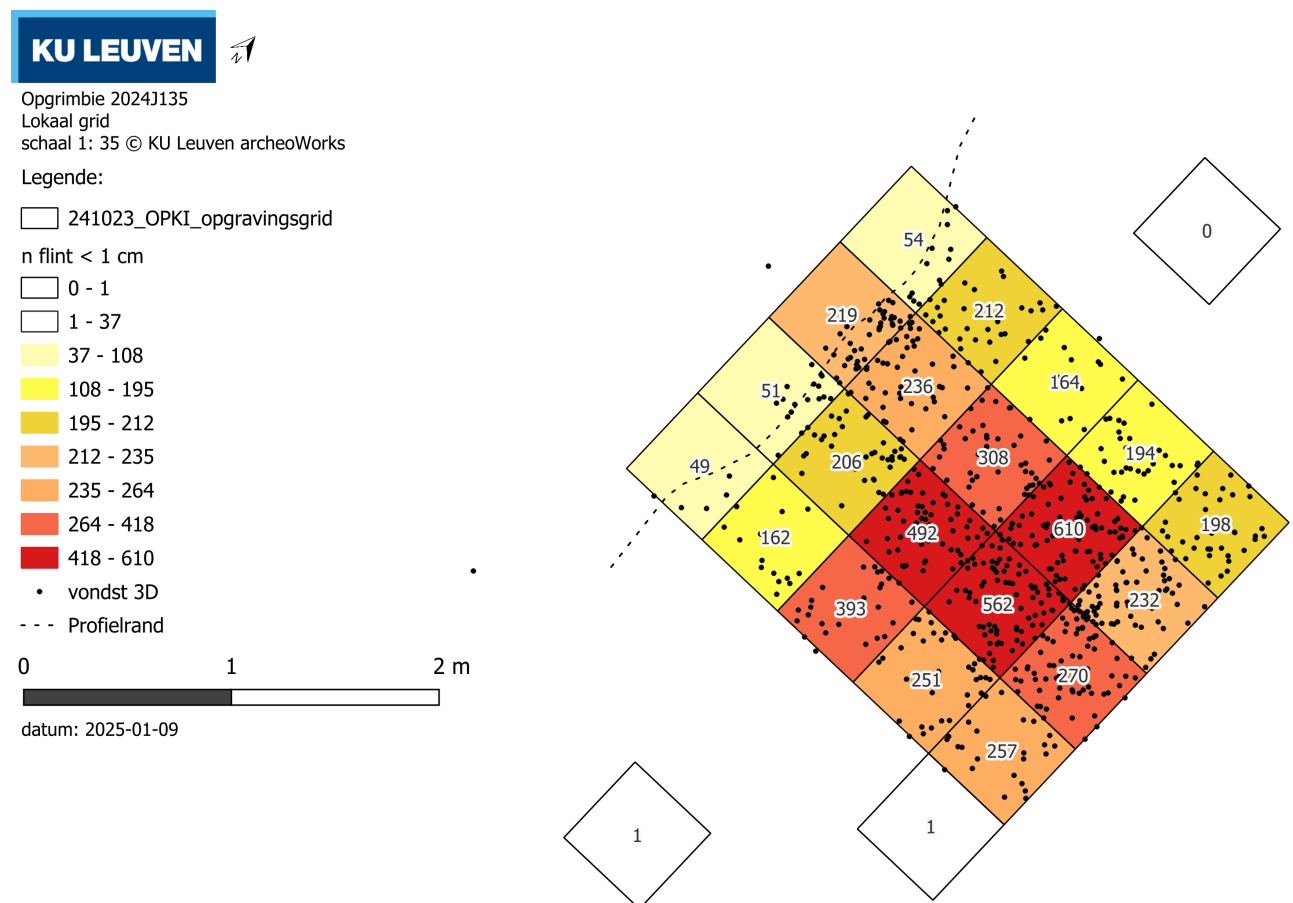 KU LEUVEN
N
Opgrimbie 2024J135
Lokaal grid
schaal 1: 35 © KU Leuven archeoWorks
Legende:
241023_OPKI_opgravingsgrid
n flint < 1 cm
0 - 1
1 - 37
37 - 108
108 - 195
195 - 212
212 - 235
235 - 264
264 - 418
418 - 610
vondst 3D
Profielrand
0 1 2 m
datum: 2025-01-09
0
54
219
212
51
236
164
49
206
308
194
162
492
610
198
393
562
232
251
270
257
1
1